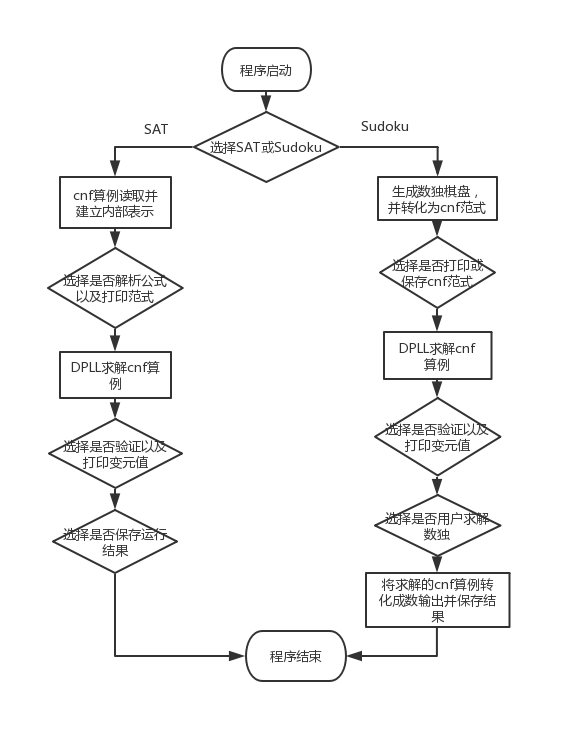 程序启动
选择SAT或Sudoku
SAT
Sudoku
cnf算例读取并
建立内部表示
选择是否解析公式
以及打印范式
DPLL求解cnf算
例
选择是否验证以及
打印变元值
选择是否保存运行
结果
生成数独棋盘，
并转化为cnf范式
选择是否打印或
保存cnf范式
DPLL求解cnf
算例
选择是否验证以及
打印变元值
选择是否用户求解
数独
将求解的cnf算例转
化成数输出并保存结
果
程序结束